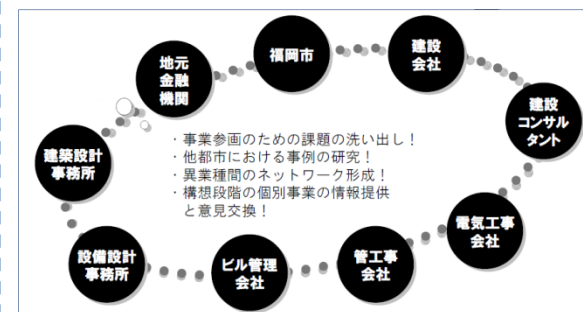 福岡市
建設
会社
建設
コンサル
タント
電気工事
会社
管工事
会社
ビル管理
会社
設備設計
事務所
建築設計
事務所
地元
金融
機関
・事業参画のための課題の洗い出し！
・他都市における事例の研究！
・異業種間のネットワーク形成！
・構想段階の個別事業の情報提供
と意見交換！